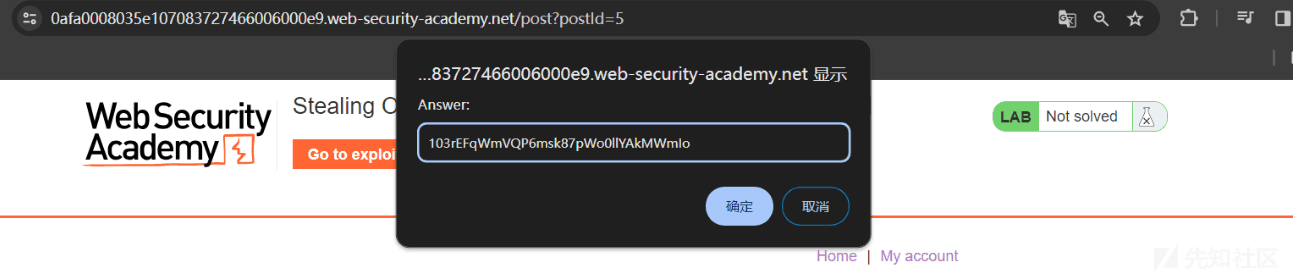 0afa0008035e107083727466006000e9.web-security-academy.net/post?postId=5
...83727466006000e9.web-security-academy.net 显示
Answer:
103rEFqWmVQP6msk87pWo0llYAkMWmIo
确定
取消
Web Security
Academy
Stealing O
Go to exploi
LAB
Not solved
Home | My account
先知社区